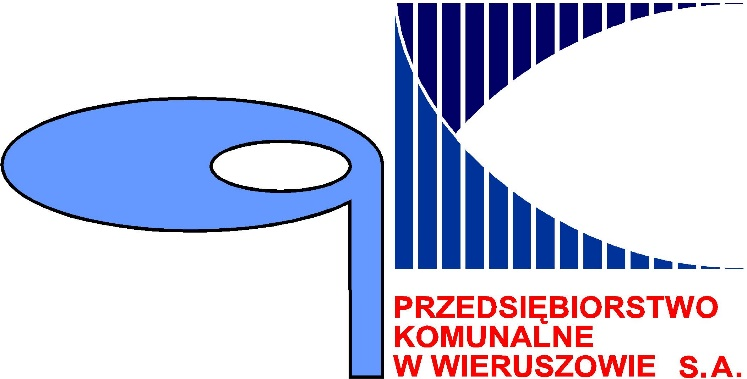 PRZEDSIĘBIORSTWO
KOMUNALNE
W WIERUSZOWIE S.A.